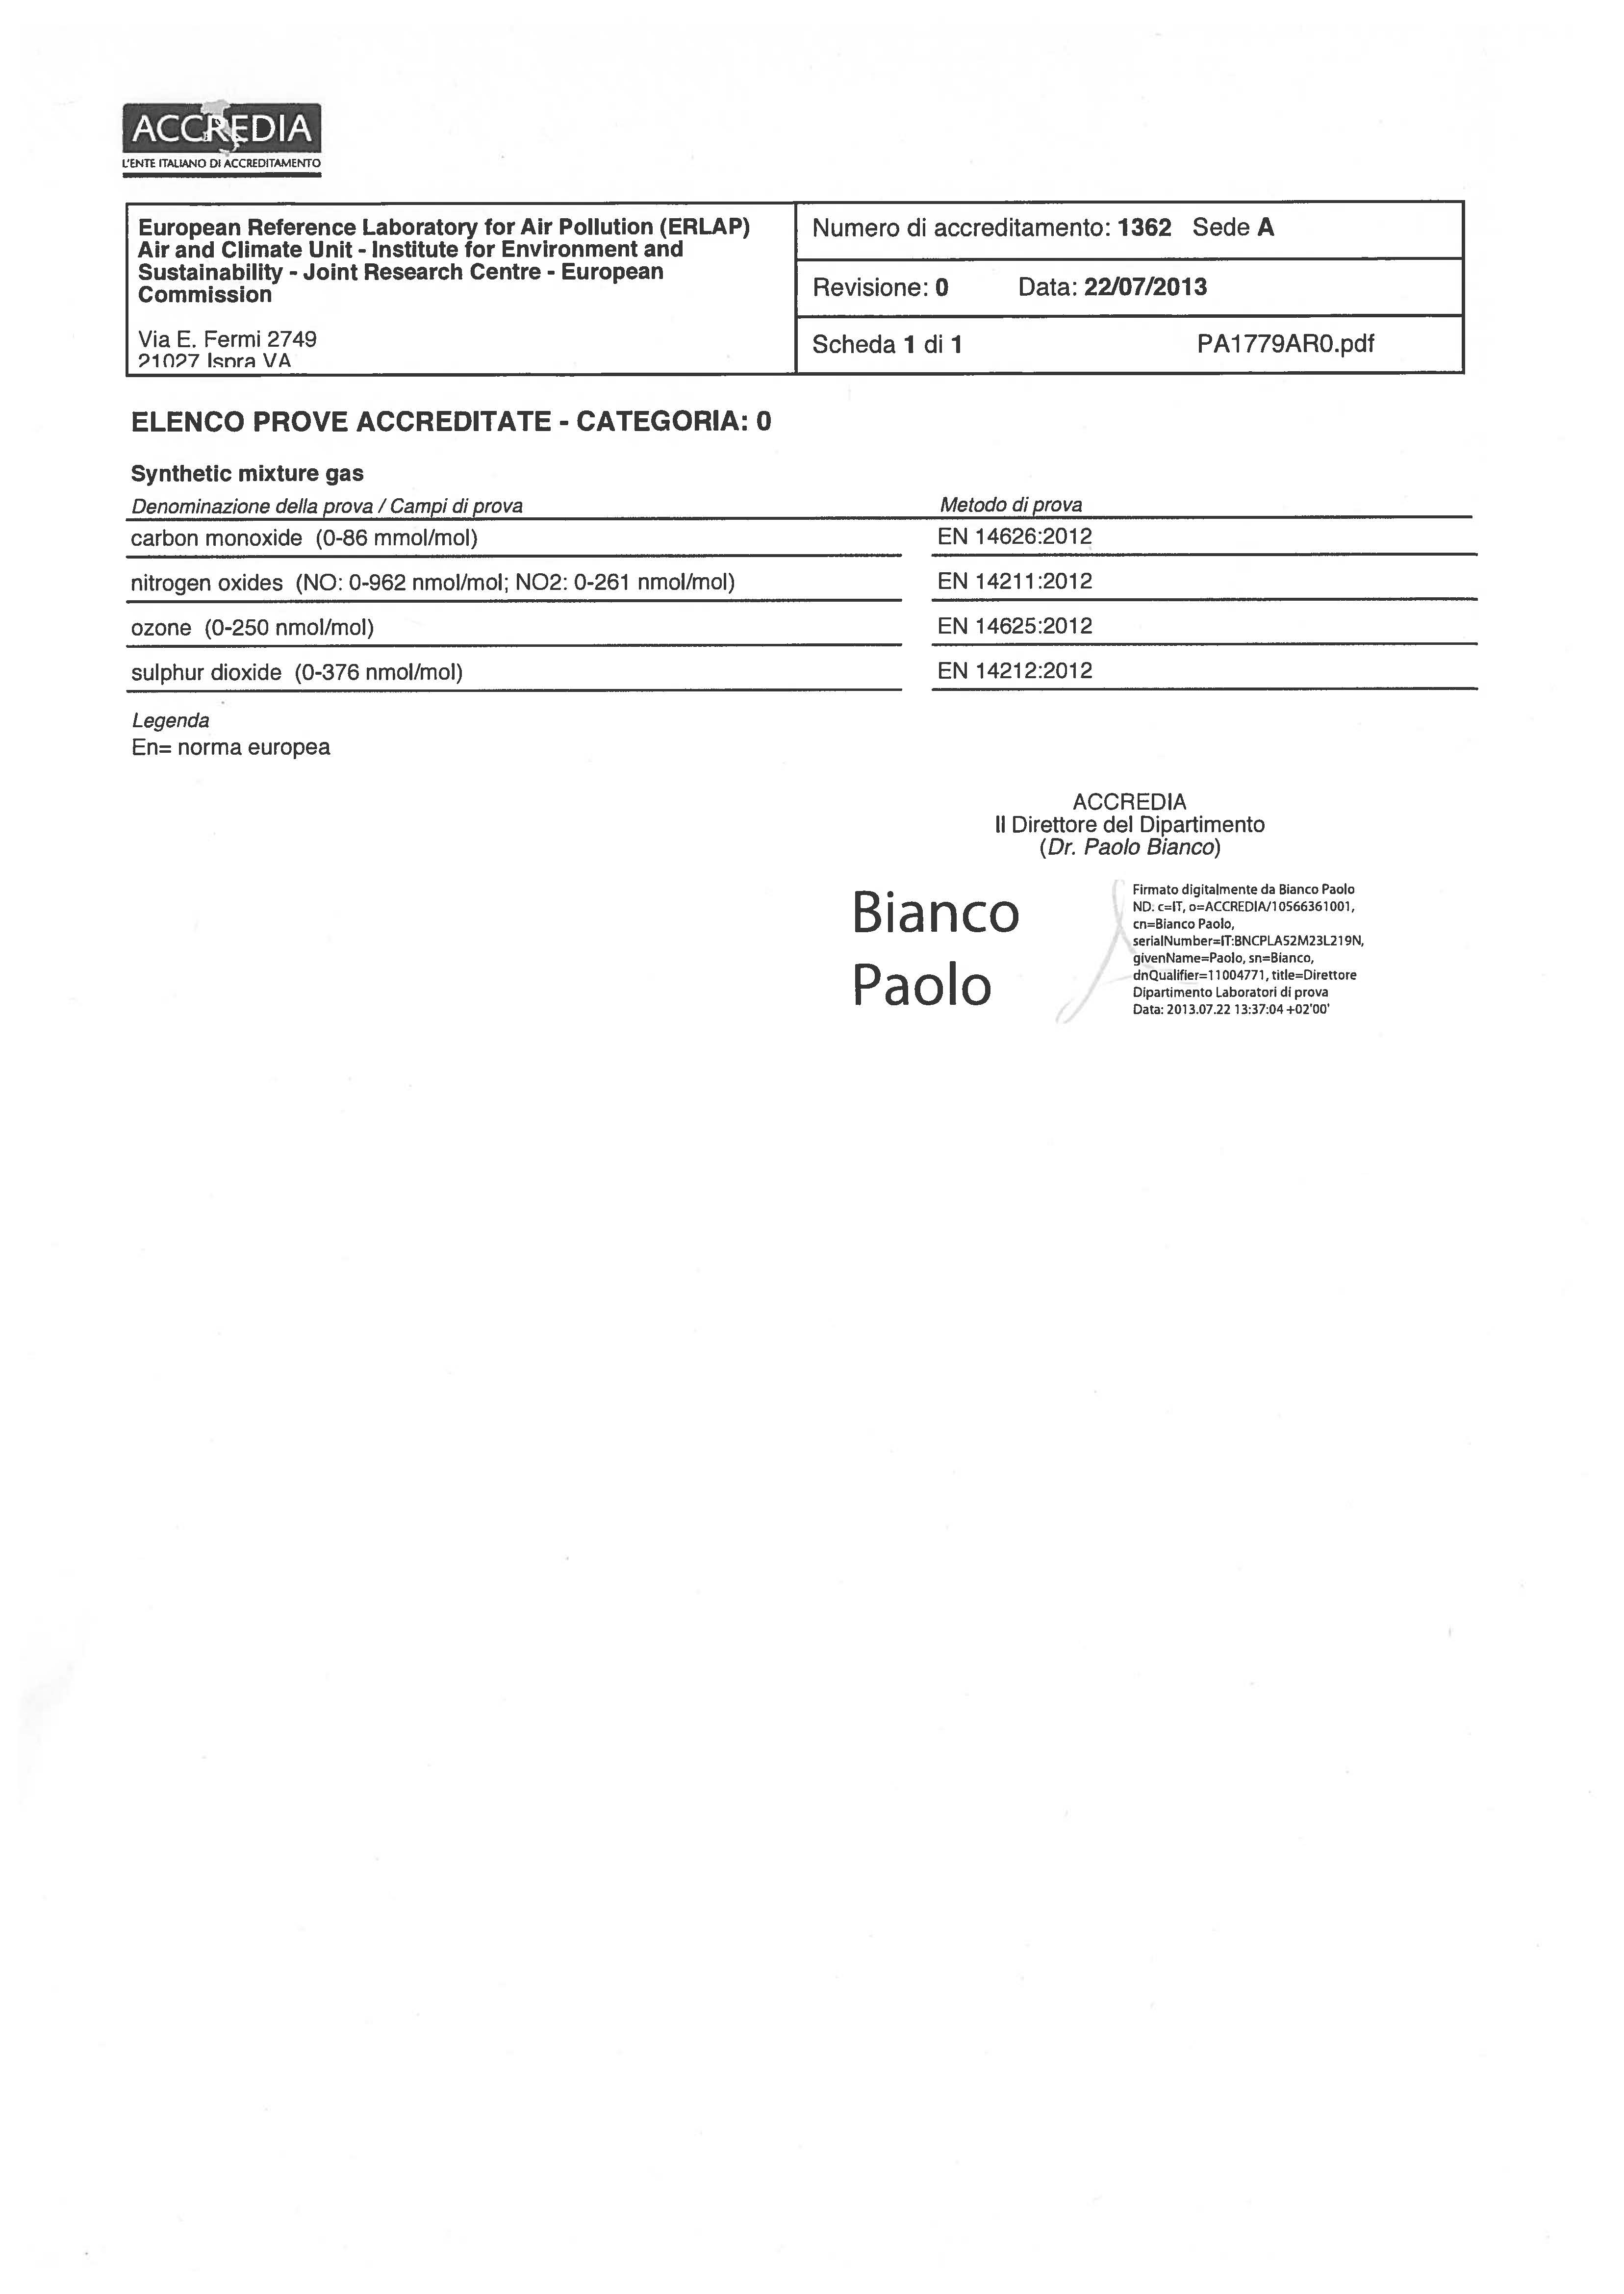 ACCREDIA
L'ENTE ITALIANO DI ACCREDITAMENTO
European Reference Laboratory for Air Pollution (ERLAP)
Air and Climate Unit - Institute for Environment and
Sustainability - Joint Research Centre - European
Commission
Via E. Fermi 2749
21027 Ispra VA
Numero di accreditamento: 1362 Sede A
Revisione: 0 Data: 22/07/2013
Scheda 1 di 1 PA1779AR0.pdf
ELENCO PROVE ACCREDITATE - CATEGORIA: 0
Synthetic mixture gas
Denominazione della prova / Campi di prova Metodo di prova
carbon monoxide (0-86 mmol/mol) EN 14626:2012
nitrogen oxides (NO: 0-962 nmol/mol; NO2: 0-261 nmol/mol) EN 14211:2012
ozone (0-250 nmol/mol) EN 14625:2012
sulphur dioxide (0-376 nmol/mol) EN 14212:2012
Legenda
En= norma europea
ACCREDIA
Il Direttore del Dipartimento
(Dr. Paolo Bianco)
Bianco
Paolo
Firmato digitalmente da Bianco Paolo
ND: c=IT, o=ACCREDIA/10566361001,
cn=Bianco Paolo,
serialNumber=IT:BNCPLA52M23L219N,
givenName=Paolo, sn=Bianco,
dnQualifier=11004771, title=Direttore
Dipartimento Laboratori di prova
Data: 2013.07.22 13:37:04 +02'00'